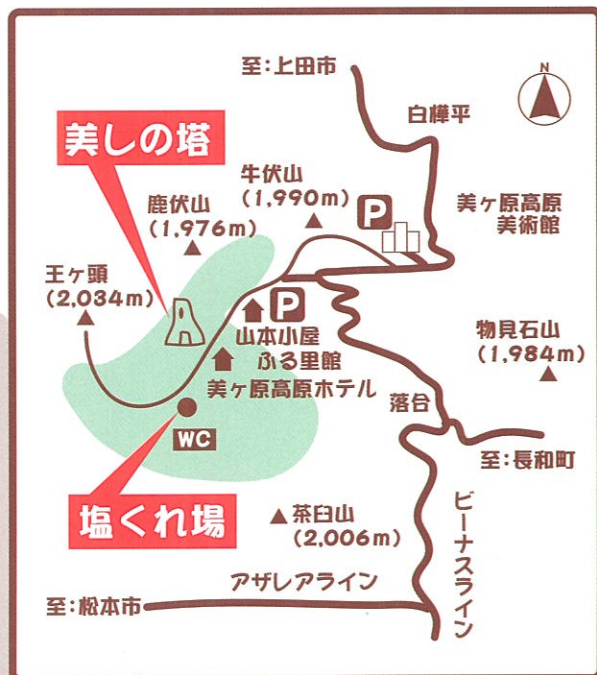 N
至:上田市
白樺平
美しの塔
牛伏山
(1,990m)
P
鹿伏山
(1,976m)
美ヶ原高原
美術館
王ヶ頭
(2,034m)
P
山本小屋
ふる里館
物見石山
(1,984m)
美ヶ原高原ホテル
落合
WC
至:長和町
塩くれ場
茶臼山
(2,006m)
ビーナスライン
アザレアライン
至:松本市